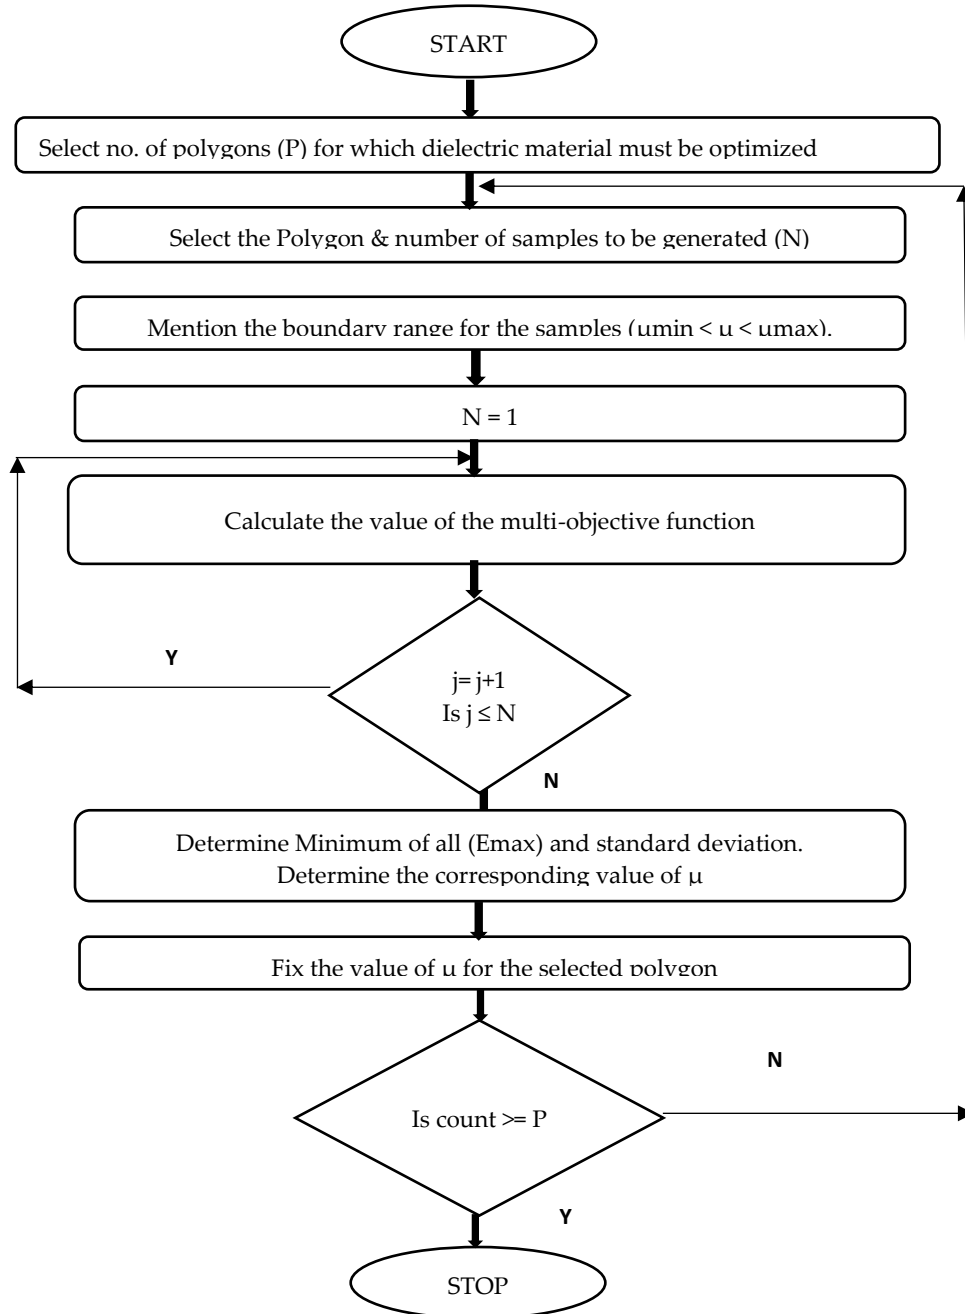 START
Select no. of polygons (P) for which dielectric material must be optimized
Select the Polygon & number of samples to be generated (N)
Mention the boundary range for the samples (μmin < μ < μmax).
N = 1
Calculate the value of the multi-objective function
Y
j= j+1
Is j ≤ N
N
Determine Minimum of all (Emax) and standard deviation.
Determine the corresponding value of μ
Fix the value of μ for the selected polygon
N
Is count >= P
Y
STOP